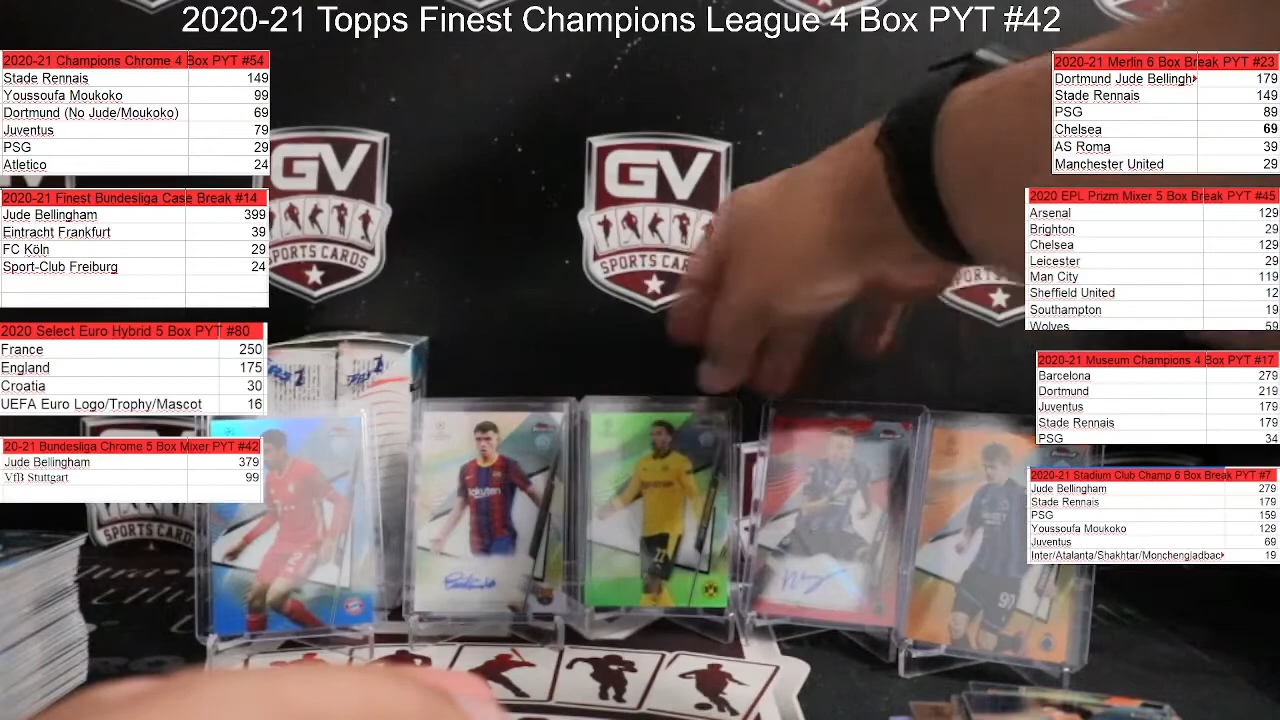 2020-21 Topps Finest Champions League 4 Box PYT #42
2020-21 Champions Chrome 4 Box PYT #54
Stade Rennais 149
Youssoufa Moukoko 99
Dortmund (No Jude/Moukoko) 69
Juventus 79
PSG 29
Atletico 24
2020-21 Finest Bundesliga Case Break #14
Jude Bellingham 399
Eintracht Frankfurt 39
FC Köln 29
Sport-Club Freiburg 24
2020 Select Euro Hybrid 5 Box PYT #80
France 250
England 175
Croatia 30
UEFA Euro Logo/Trophy/Mascot 16
20-21 Bundesliga Chrome 5 Box Mixer PYT #42
Jude Bellingham 379
VfB Stuttgart 99
2020-21 Merlin 6 Box Break PYT #23
Dortmund Jude Bellingh
179
Stade Rennais 149
PSG 89
Chelsea 69
AS Roma 39
Manchester United 29
2020 EPL Prizm Mixer 5 Box Break PYT #45
Arsenal 129
Brighton 29
Chelsea 129
Leicester 29
Man City 119
Sheffield United 12
Southampton 19
Wolves 59
2020-21 Museum Champions 4 Box Break PYT #17
Barcelona 279
Dortmund 219
Juventus 179
Stade Rennais 179
PSG 34
2020-21 Stadium Club Champ 6 Box Break PYT #7
Jude Bellingham 279
Stade Rennais 179
PSG 159
Youssoufa Moukoko 129
Juventus 69
Inter/Atalanta/Shakhtar/Monchengladbac 19
GV
PORTS CARDS
GV
SPORTS CAR
SPORTS CARDS
SPORTS CARDS
Rakuten